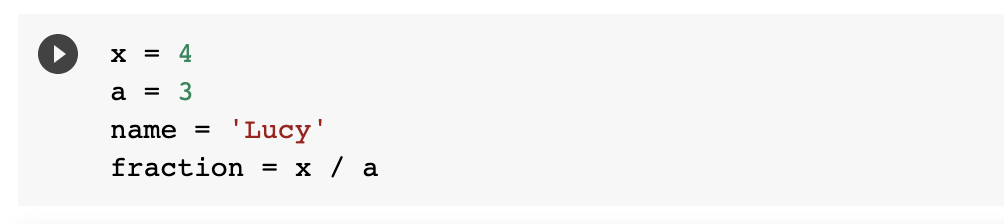 x = 4
a = 3
name = 'Lucy'
fraction = x / a